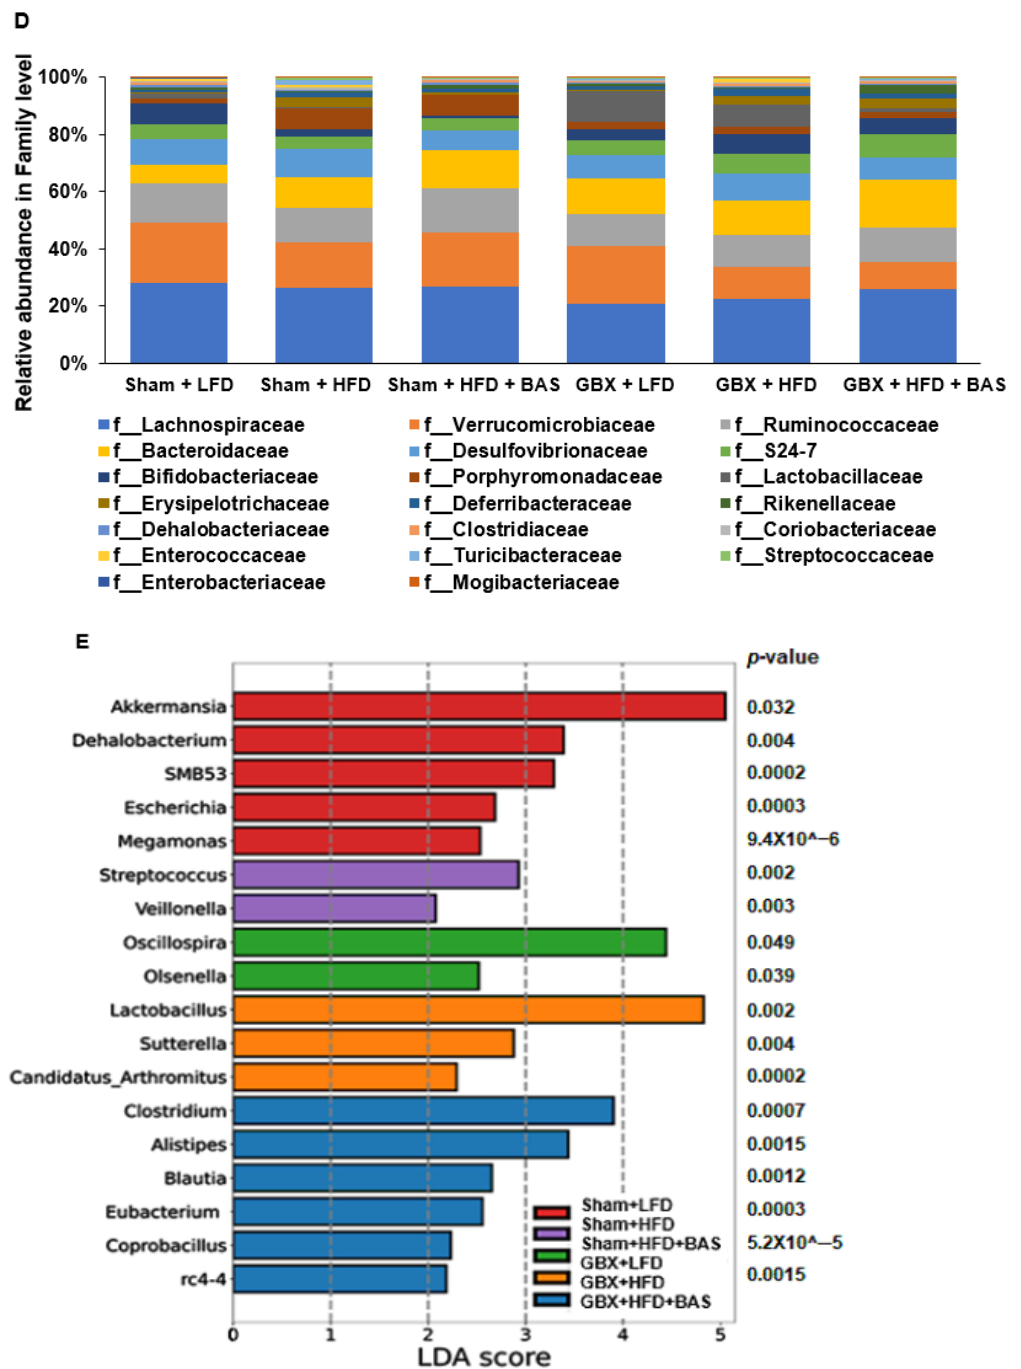 D
Relative abundance in Family level
100%
80%
60%
40%
20%
0%
Sham + LFD Sham + HFD Sham + HFD + BAS GBX + LFD GBX + HFD GBX + HFD + BAS
f__Lachnospiraceae f__Verrucomicrobiaceae f__Ruminococcaceae
f__Bacteroidaceae f__Desulfovibrionaceae f__S24-7
f__Bifidobacteriaceae f__Porphyromonadaceae f__Lactobacillaceae
f__Erysipelotrichaceae f__Deferribacteraceae f__Rikenellaceae
f__Dehalobacteriaceae f__Clostridiaceae f__Coriobacteriaceae
f__Enterococcaceae f__Turicibacteraceae f__Streptococcaceae
f__Enterobacteriaceae f__Mogibacteriaceae
E
p-value
Akkermansia 0.032
Dehalobacterium 0.004
SMB53 0.0002
Escherichia 0.0003
Megamonas 9.4X10^−6
Streptococcus 0.002
Veillonella 0.003
Oscillospira 0.049
Olsenella 0.039
Lactobacillus 0.002
Sutterella 0.004
Candidatus_Arthromitus 0.0002
Clostridium 0.0007
Alistipes 0.0015
Blautia 0.0012
Eubacterium 0.0003
Coprobacillus 5.2X10^−5
rc4-4 0.0015
Sham+LFD
Sham+HFD
Sham+HFD+BAS
GBX+LFD
GBX+HFD
GBX+HFD+BAS
0 1 2 3 4 5
LDA score